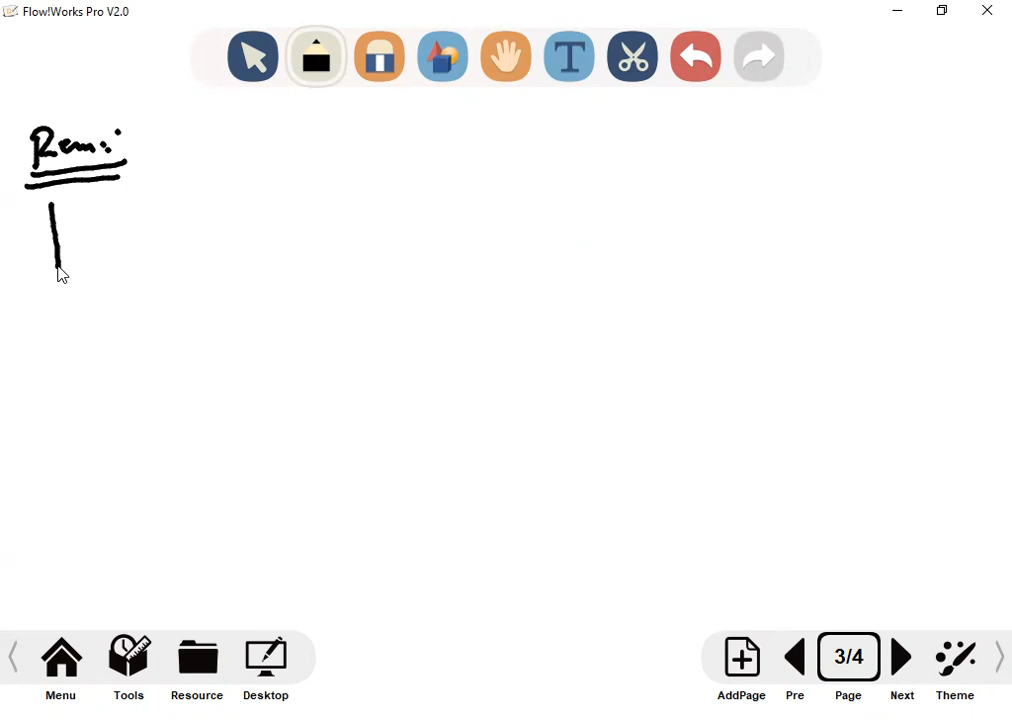 Flow!Works Pro V2.0
Rem:
T
3/4
Menu Tools Resource Desktop AddPage Pre Page Next Theme